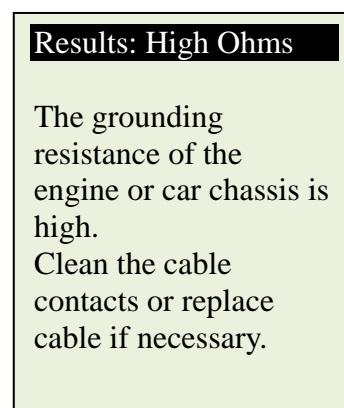 Results: High Ohms
The grounding
resistance of the
engine or car chassis is
high.
Clean the cable
contacts or replace
cable if necessary.